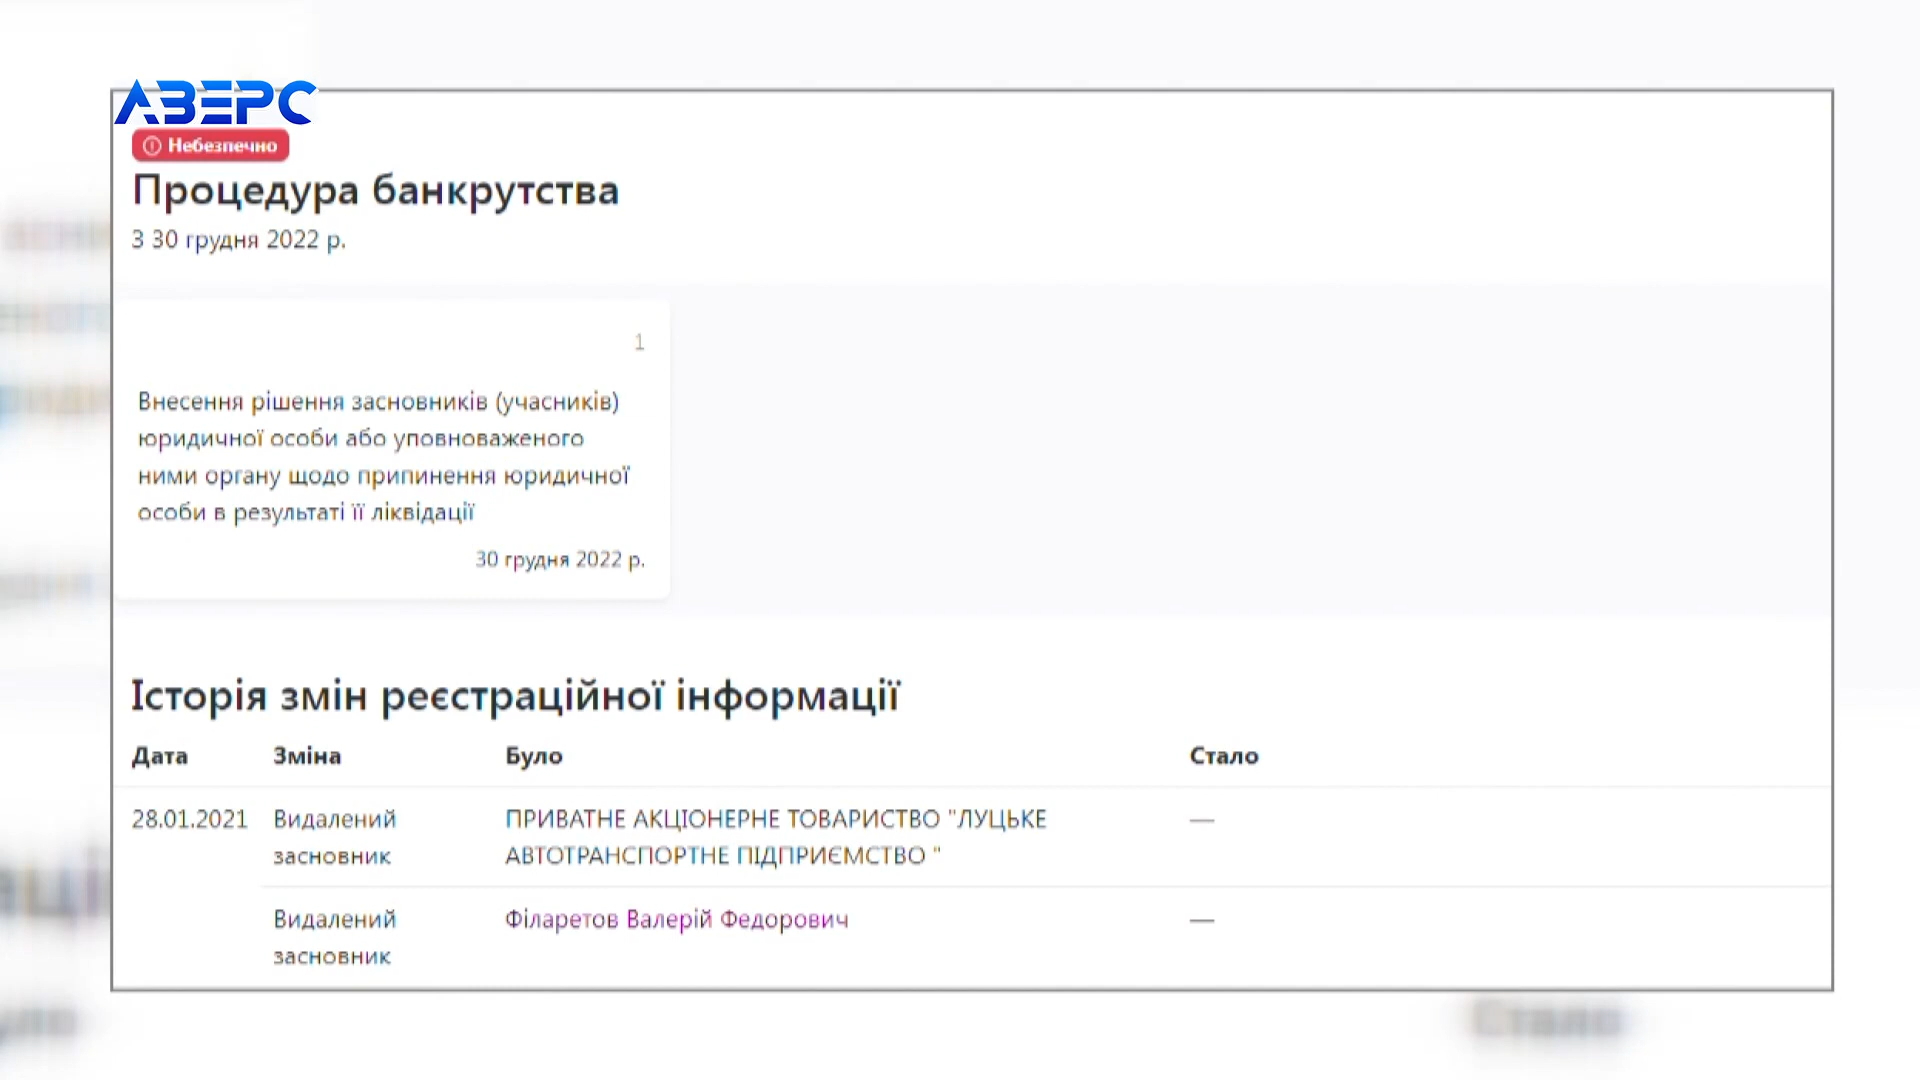 АВЕРС
Небезпечно
Процедура банкрутства
З 30 грудня 2022 р.
1
Внесення рішення засновників (учасників)
юридичної особи або уповноваженого
ними органу щодо припинення юридичної
особи в результаті її ліквідації
30 грудня 2022 р.
Історія змін реєстраційної інформації
Дата Зміна Було Стало
28.01.2021 Видалений ПРИВАТНЕ АКЦІОНЕРНЕ ТОВАРИСТВО "ЛУЦЬКЕ —
засновник АВТОТРАНСПОРТНЕ ПІДПРИЄМСТВО "
Видалений Філаретов Валерій Федорович —
засновник
Стало